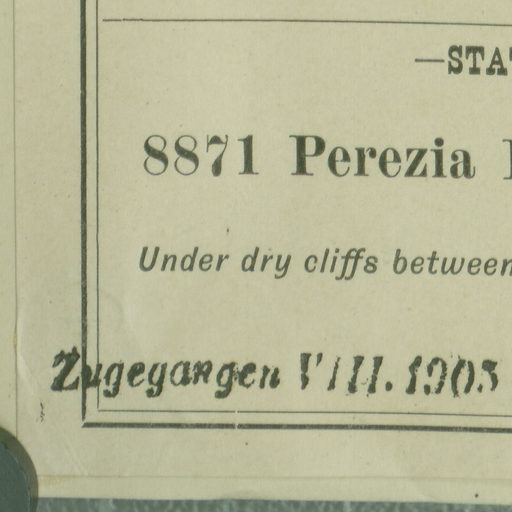 —STA
8871 Perezia
Under dry cliffs between
Zugegangen VIII. 1905